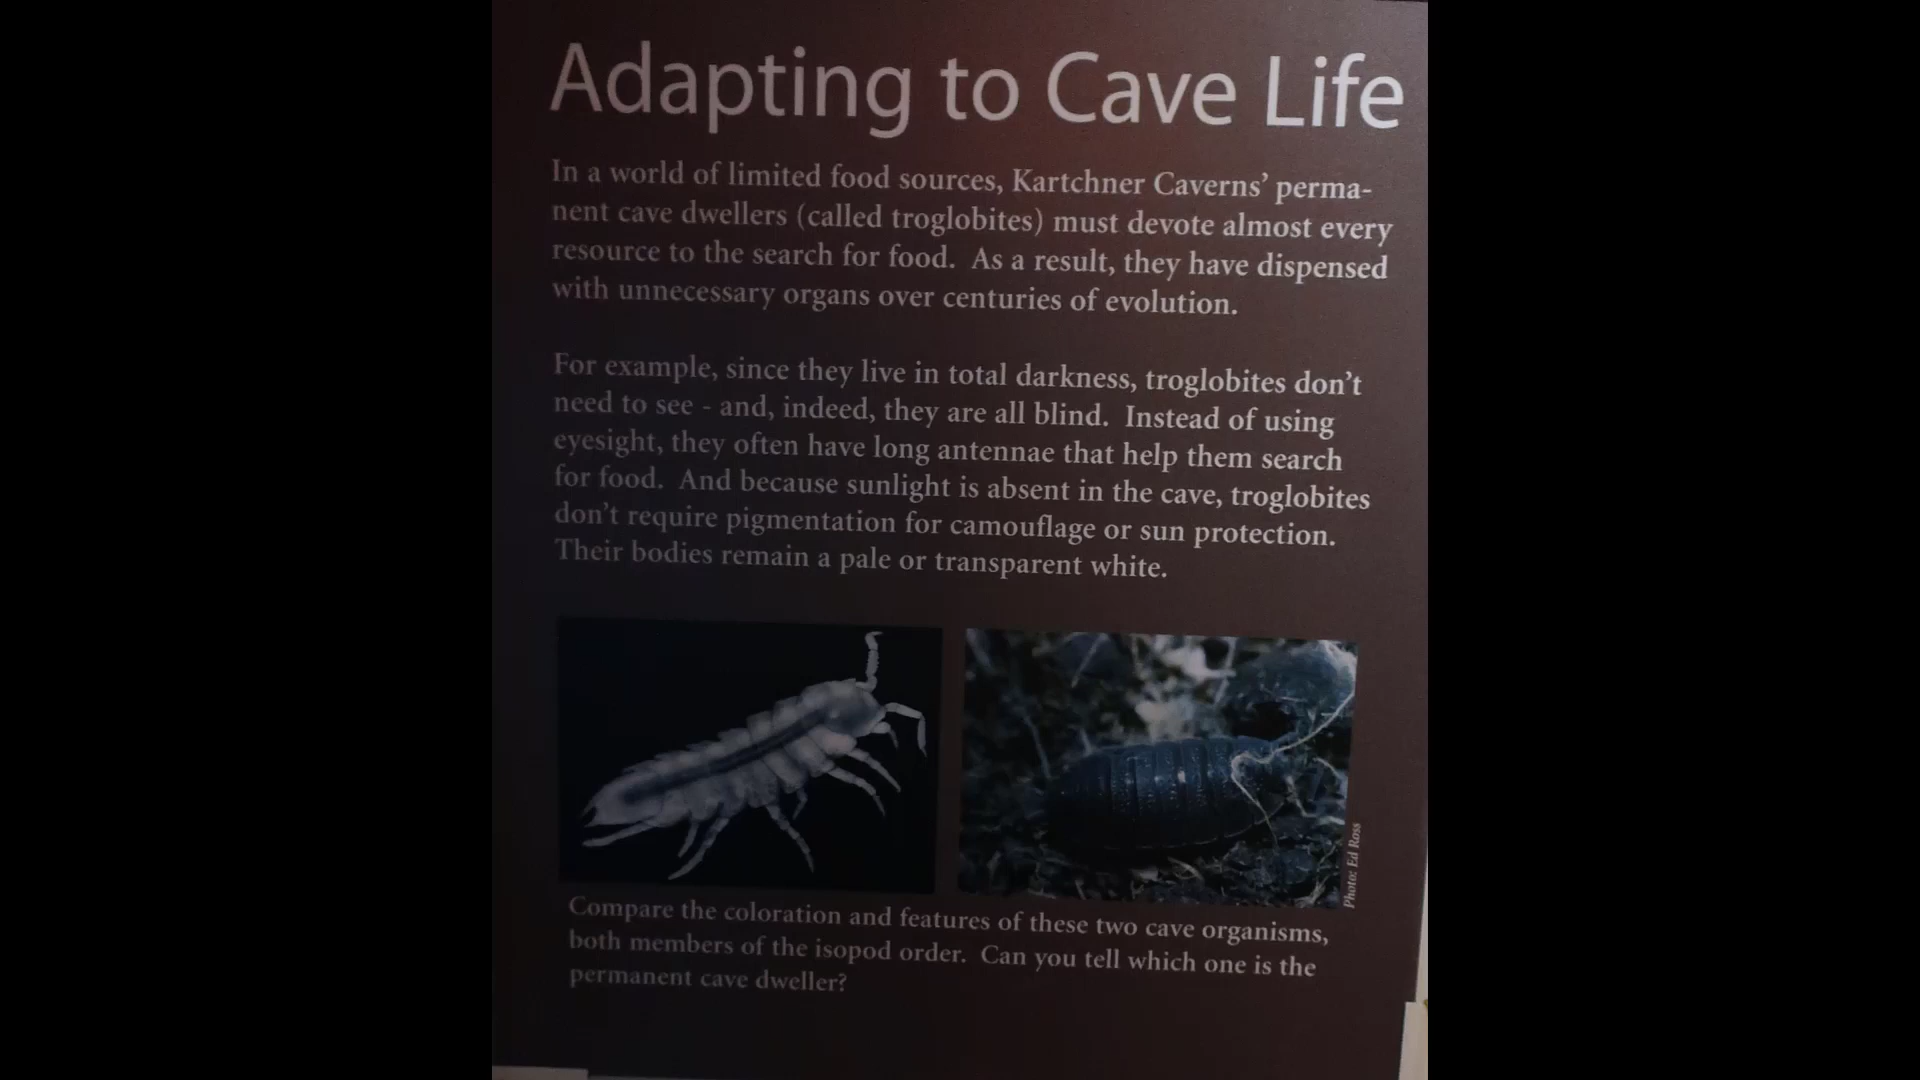 Adapting to Cave Life
In a world of limited food sources, Kartchner Caverns' perma-
nent cave dwellers (called troglobites) must devote almost every
resource to the search for food.  As a result, they have dispensed
with unnecessary organs over centuries of evolution.
For example, since they live in total darkness, troglobites don't
need to see - and, indeed, they are all blind.  Instead of using
eyesight, they often have long antennae that help them search
for food.  And because sunlight is absent in the cave, troglobites
don't require pigmentation for camouflage or sun protection.
Their bodies remain a pale or transparent white.
Photo: Ed Ross
Compare the coloration and features of these two cave organisms,
both members of the isopod order.  Can you tell which one is the
permanent cave dweller?